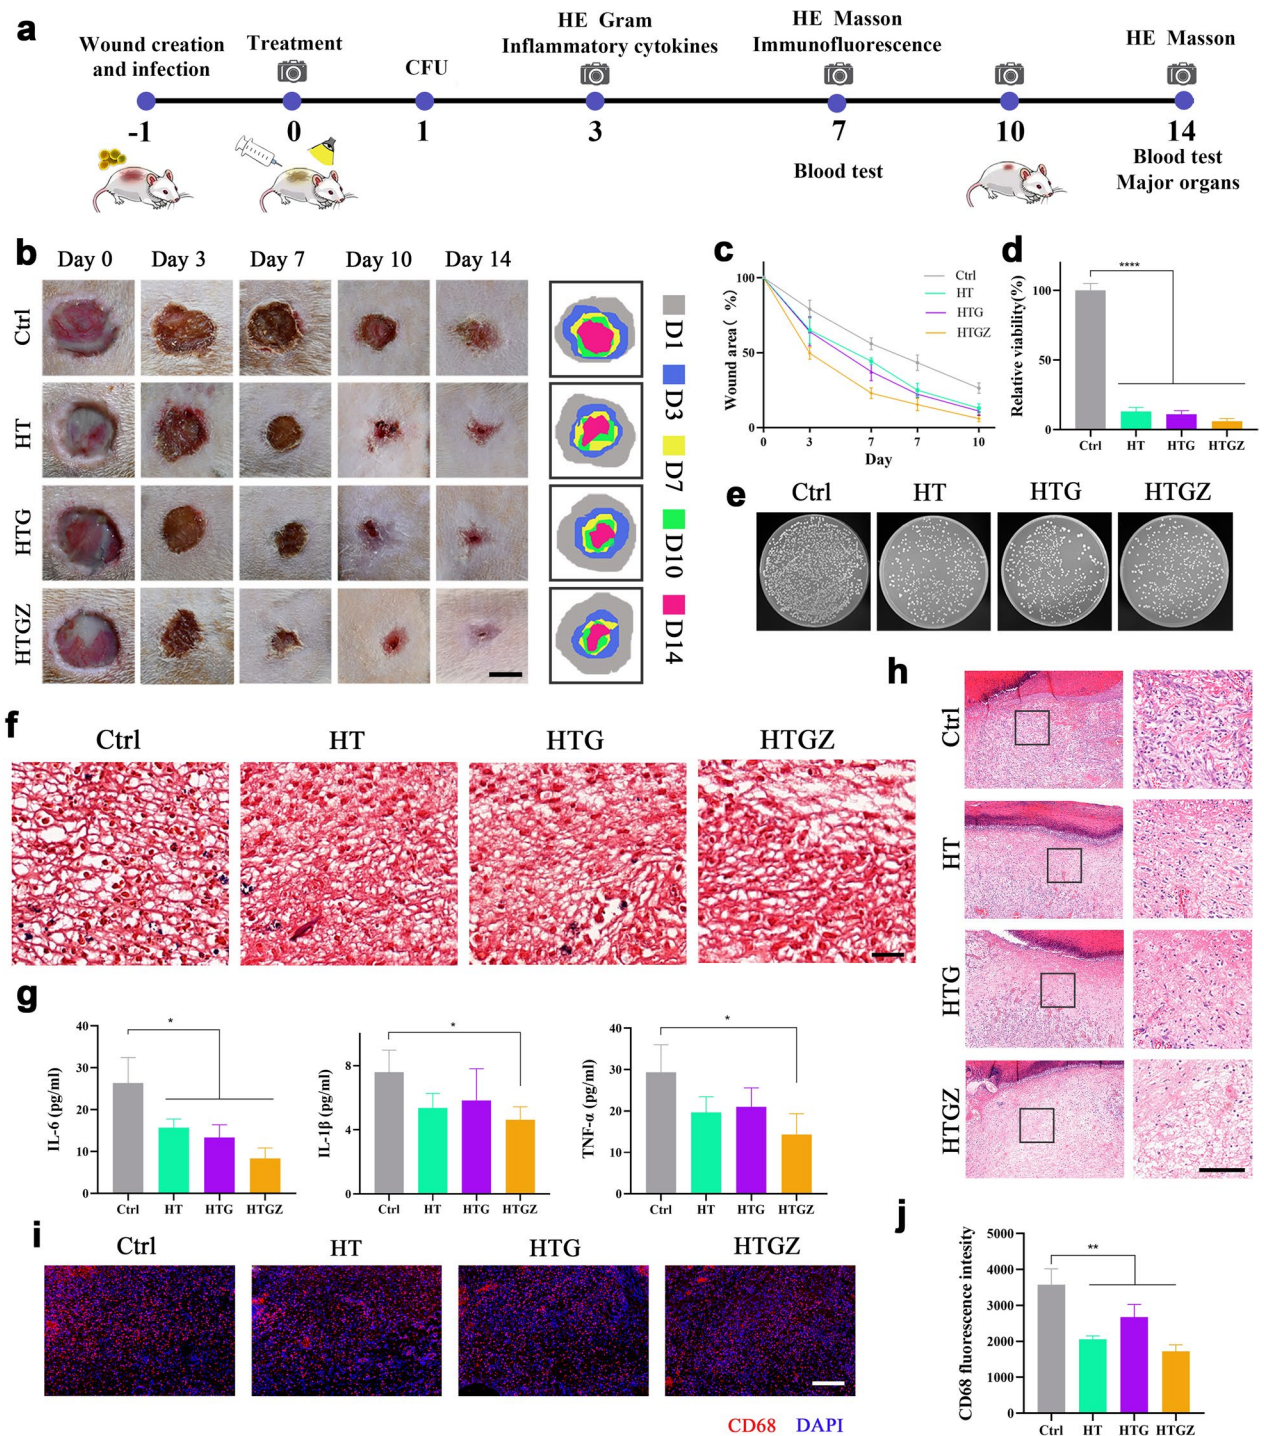 a
Wound creation
and infection
Treatment
CFU
HE Gram
Inflammatory cytokines
HE Masson
Immunofluorescence
HE Masson
-1
0
1
3
7
10
14
Blood test
Blood test
Major organs
b
Day 0
Day 3
Day 7
Day 10
Day 14
Ctrl
HT
HTG
HTGZ
D1
D3
D7
D10
D14
c
Wound area( %)
100
50
0
0
3
7
7
10
Day
Ctrl
HT
HTG
HTGZ
d
Relative viability(%)
100
50
0
****
Ctrl
HT
HTG
HTGZ
e
Ctrl
HT
HTG
HTGZ
f
Ctrl
HT
HTG
HTGZ
g
IL-6 (pg/ml)
40
30
20
10
0
*
Ctrl
HT
HTG
HTGZ
IL-1β (pg/ml)
8
4
0
*
Ctrl
HT
HTG
HTGZ
TNF-α (pg/ml)
40
30
20
10
0
*
Ctrl
HT
HTG
HTGZ
h
Ctrl
HT
HTG
HTGZ
i
Ctrl
HT
HTG
HTGZ
CD68 DAPI
j
CD68 fluorescence intesity
5000
4000
3000
2000
1000
0
**
Ctrl
HT
HTG
HTGZ